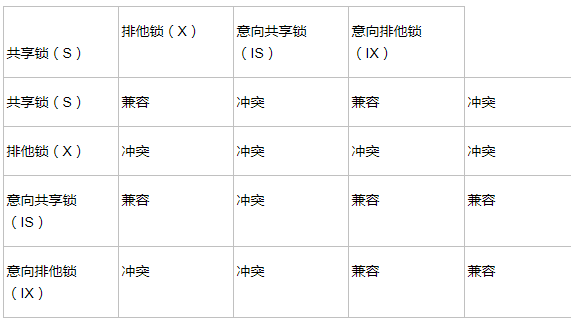 共享锁（S） 排他锁（X） 意向共享锁（IS） 意向排他锁（IX）
共享锁（S） 兼容 冲突 兼容 冲突
排他锁（X） 冲突 冲突 冲突 冲突
意向共享锁（IS） 兼容 冲突 兼容 兼容
意向排他锁（IX） 冲突 冲突 兼容 兼容